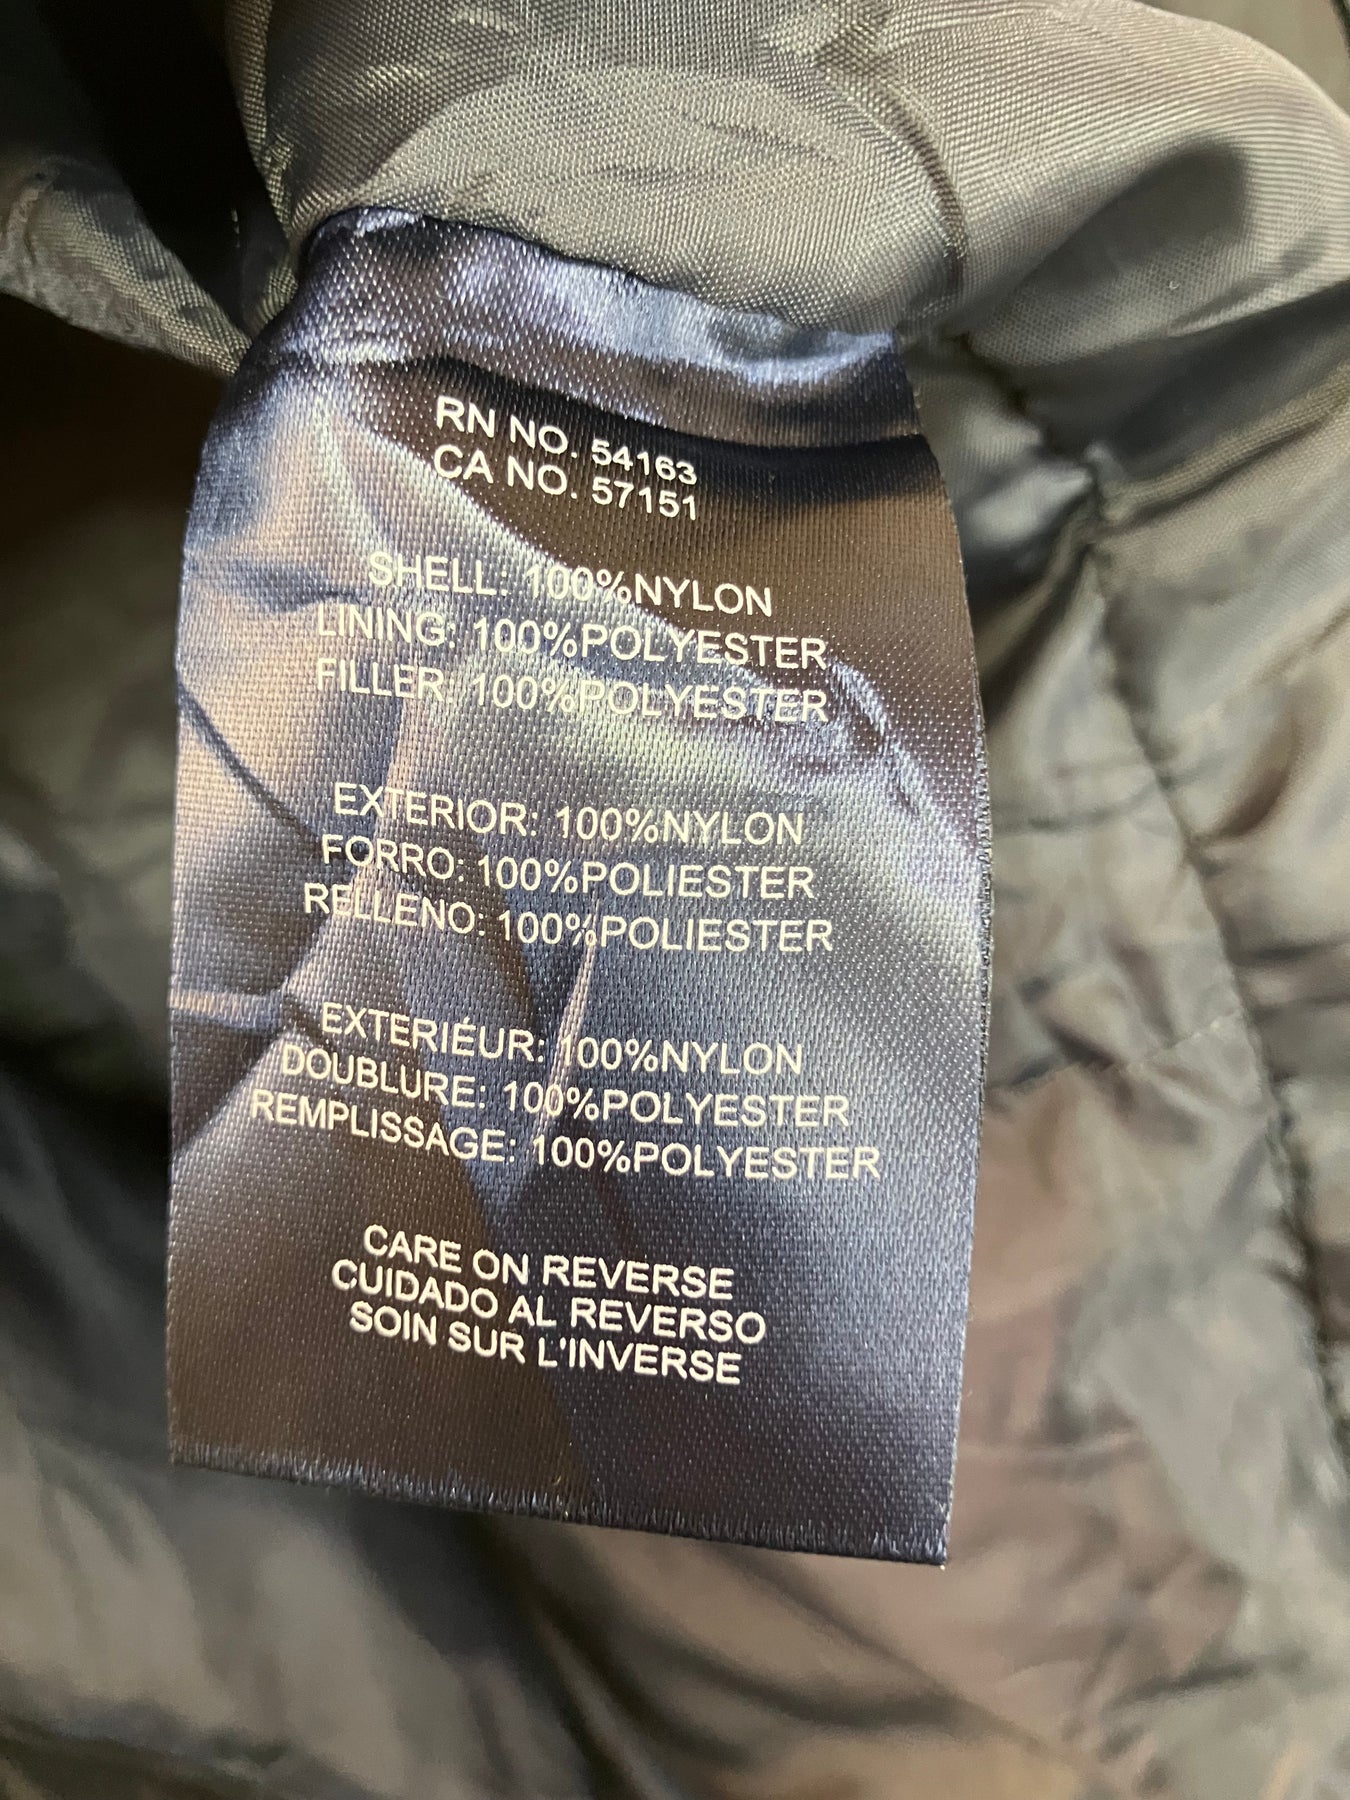 RN NO. 54163
CA NO. 57151
SHELL: 100%NYLON
LINING: 100%POLYESTER
FILLER: 100%POLYESTER
EXTERIOR: 100%NYLON
FORRO: 100%POLIESTER
RELLENO: 100%POLIESTER
EXTERIÉUR: 100%NYLON
DOUBLURE: 100%POLYESTER
REMPLISSAGE: 100%POLYESTER
CARE ON REVERSE
CUIDADO AL REVERSO
SOIN SUR L'INVERSE